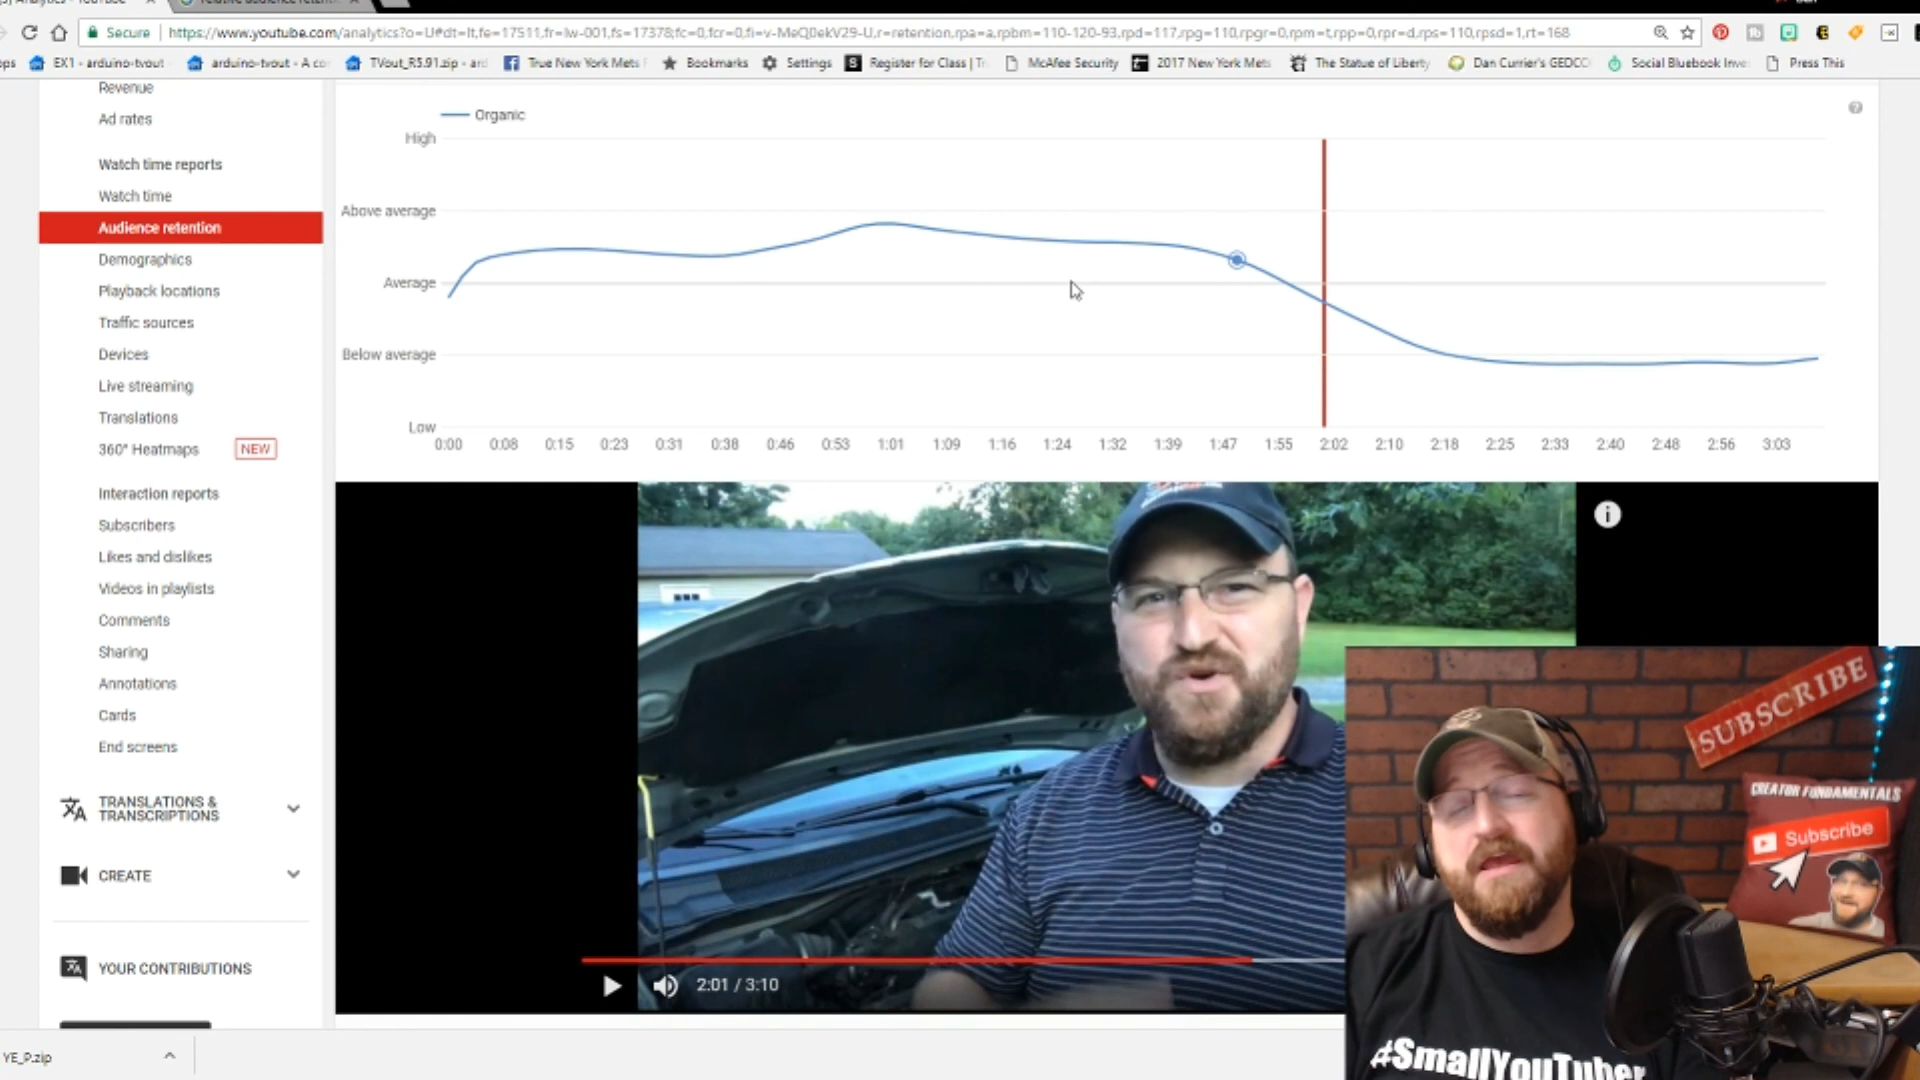 Analytics - YouTube
relative audience retent
Secure
https://www.youtube.com/analytics?o=U#dt=lt,fe=17511,fr=lw-001,fs=17378;fc=0,fcr=0,fi=v-MeQ0ekV29-U,r=retention,rpa=a,rpbm=110-120-93,rpd=117,rpg=110,rpgr=0,rpm=t,rpp=0,rpr=d,rps=110,rpsd=1,rt=168
ps
EX1 - arduino-tvout
arduino-tvout - A co
TVout_R5.91.zip - ard
True New York Mets F
Bookmarks
Settings
Register for Class | Tr
McAfee Security
2017 New York Mets
The Statue of Liberty
Dan Currier's GEDCO
Social Bluebook Inve
Press This
Revenue
Ad rates
Watch time reports
Watch time
Audience retention
Demographics
Playback locations
Traffic sources
Devices
Live streaming
Translations
360° Heatmaps NEW
Interaction reports
Subscribers
Likes and dislikes
Videos in playlists
Comments
Sharing
Annotations
Cards
End screens
TRANSLATIONS &
TRANSCRIPTIONS
CREATE
YOUR CONTRIBUTIONS
YE_P.zip
Organic
High
Above average
Average
Below average
Low
0:00 0:08 0:15 0:23 0:31 0:38 0:46 0:53 1:01 1:09 1:16 1:24 1:32 1:39 1:47 1:55 2:02 2:10 2:18 2:25 2:33 2:40 2:48 2:56 3:03
2:01 / 3:10
SUBSCRIBE
CREATOR FUNDAMENTALS
Subscribe
#SmallYouTuber